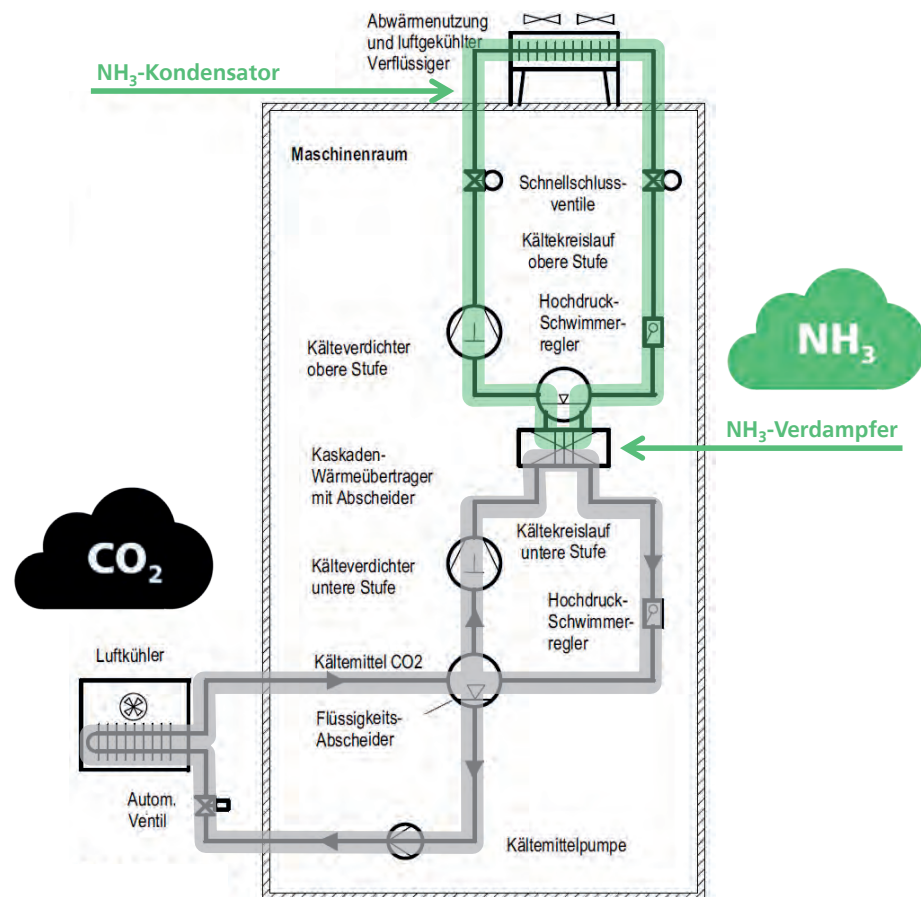 Abwärmenutzung
und luftgekühlter
Verflüssiger
NH₃-Kondensator
Maschinenraum
Schnellschluss-
ventile
Kältekreislauf
obere Stufe
Hochdruck-
Schwimmer-
regler
NH₃
Kälteverdichter
obere Stufe
NH₃-Verdampfer
Kaskaden-
Wärmeübertrager
mit Abscheider
CO₂
Kältekreislauf
untere Stufe
Kälteverdichter
untere Stufe
Hochdruck-
Schwimmer-
regler
Luftkühler
Kältemittel CO2
Flüssigkeits-
Abscheider
Autom.
Ventil
Kältemittelpumpe